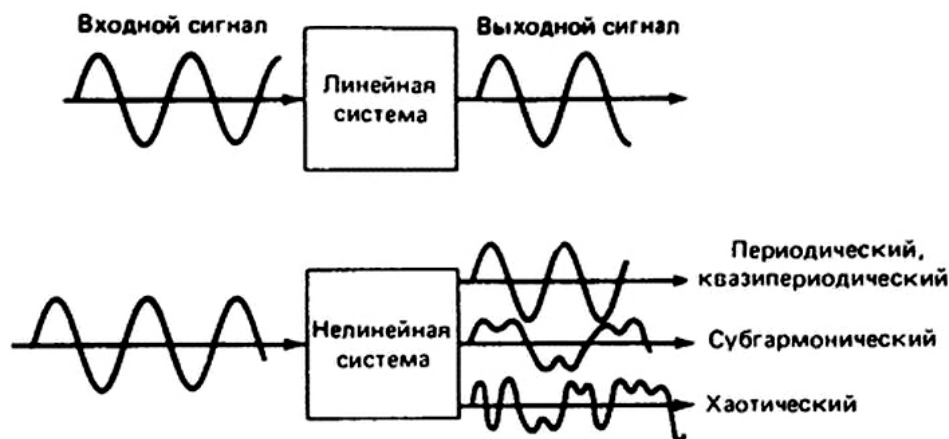 Входной сигнал
Выходной сигнал
Линейная
система
Периодический,
квазипериодический
Нелинейная
система
Субгармонический
Хаотический